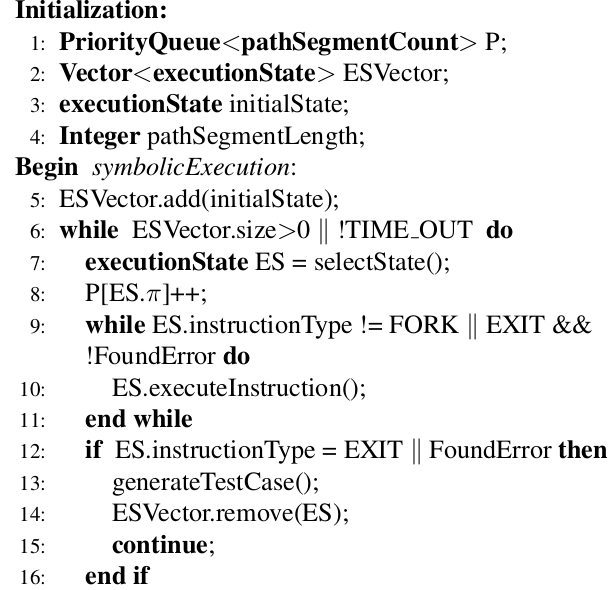 Initialization:
1: PriorityQueue<pathSegmentCount> P;
2: Vector<executionState> ESVector;
3: executionState initialState;
4: Integer pathSegmentLength;
Begin symbolicExecution:
5: ESVector.add(initialState);
6: while ESVector.size>0 || !TIME_OUT do
7: executionState ES = selectState();
8: P[ES.π]++;
9: while ES.instructionType != FORK || EXIT &&
!FoundError do
10: ES.executeInstruction();
11: end while
12: if ES.instructionType = EXIT || FoundError then
13: generateTestCase();
14: ESVector.remove(ES);
15: continue;
16: end if